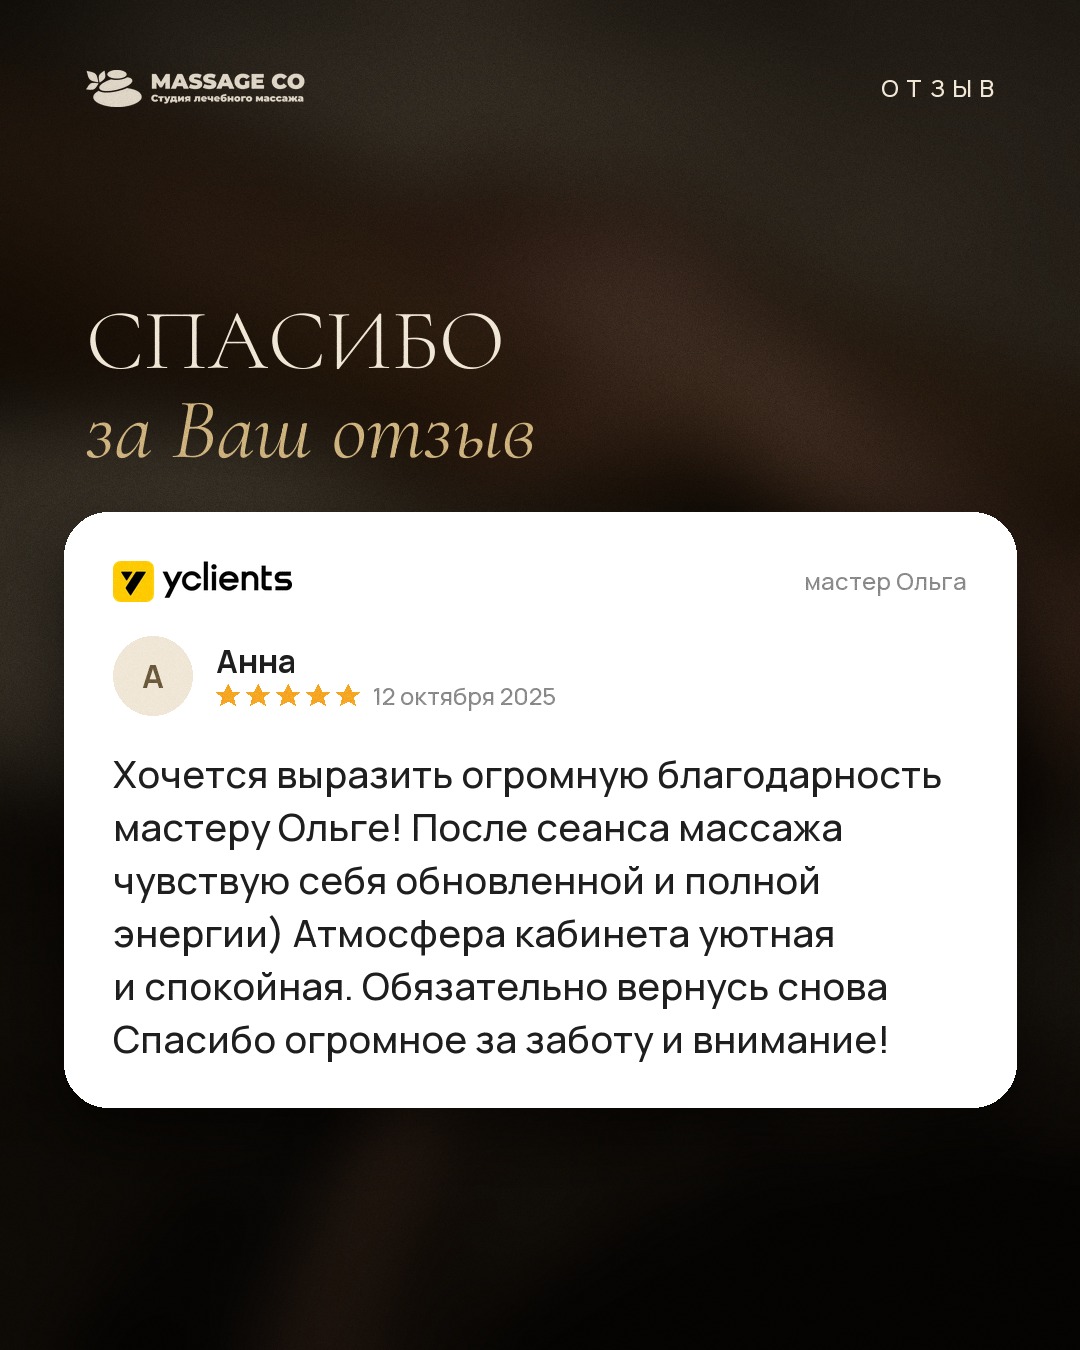 MASSAGE CO
Студия лечебного массажа
ОТЗЫВ
СПАСИБО
за Ваш отзыв
yclients
мастер Ольга
А
Анна
12 октября 2025
Хочется выразить огромную благодарность
мастеру Ольге! После сеанса массажа
чувствую себя обновленной и полной
энергии) Атмосфера кабинета уютная
и спокойная. Обязательно вернусь снова
Спасибо огромное за заботу и внимание!